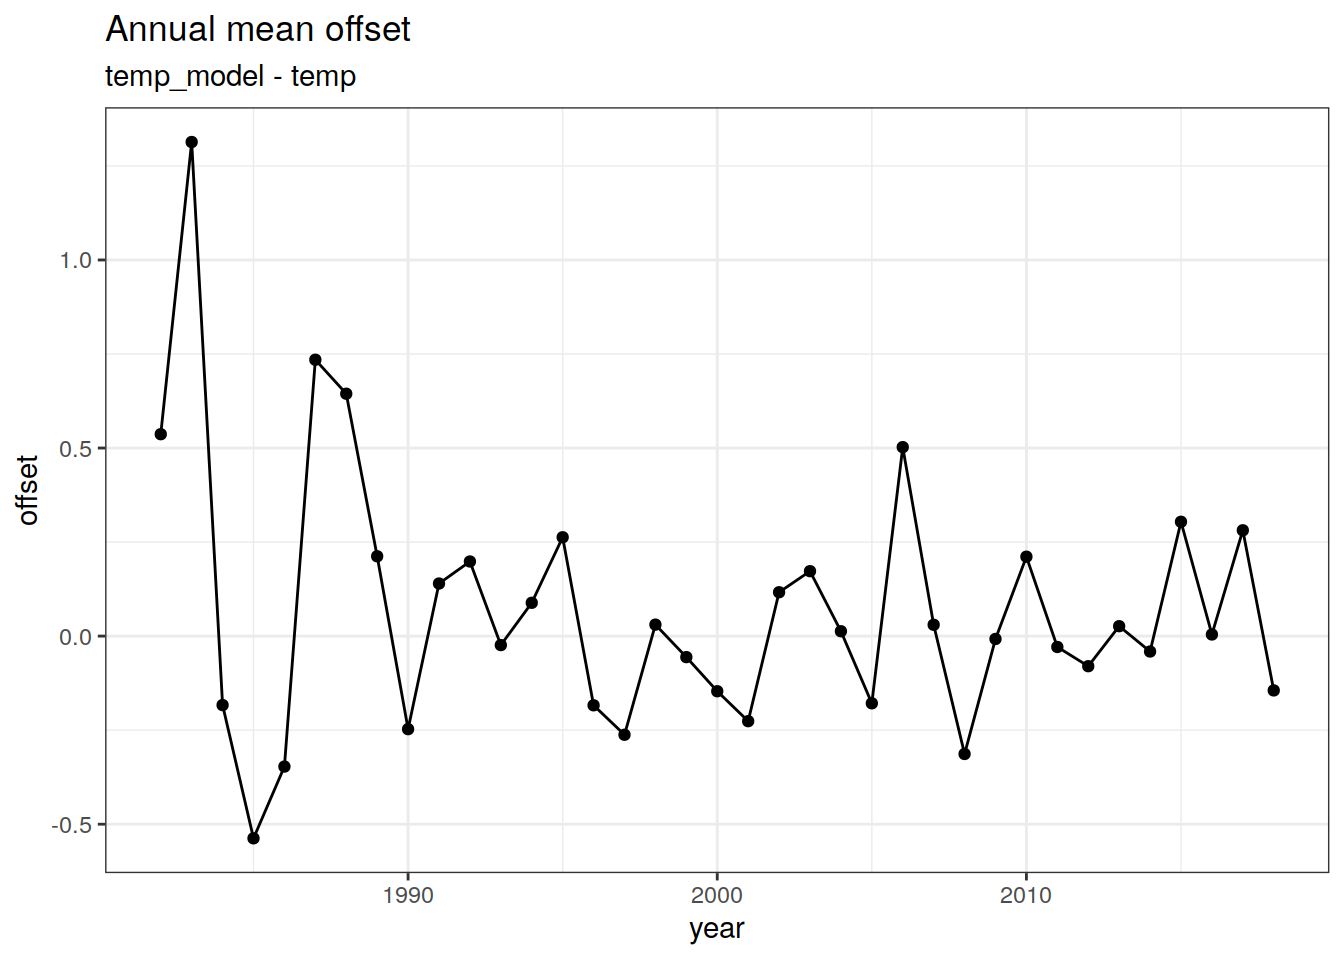 Annual mean offset
temp_model - temp
offset
1.0
0.5
0.0
-0.5
1990 2000 2010
year